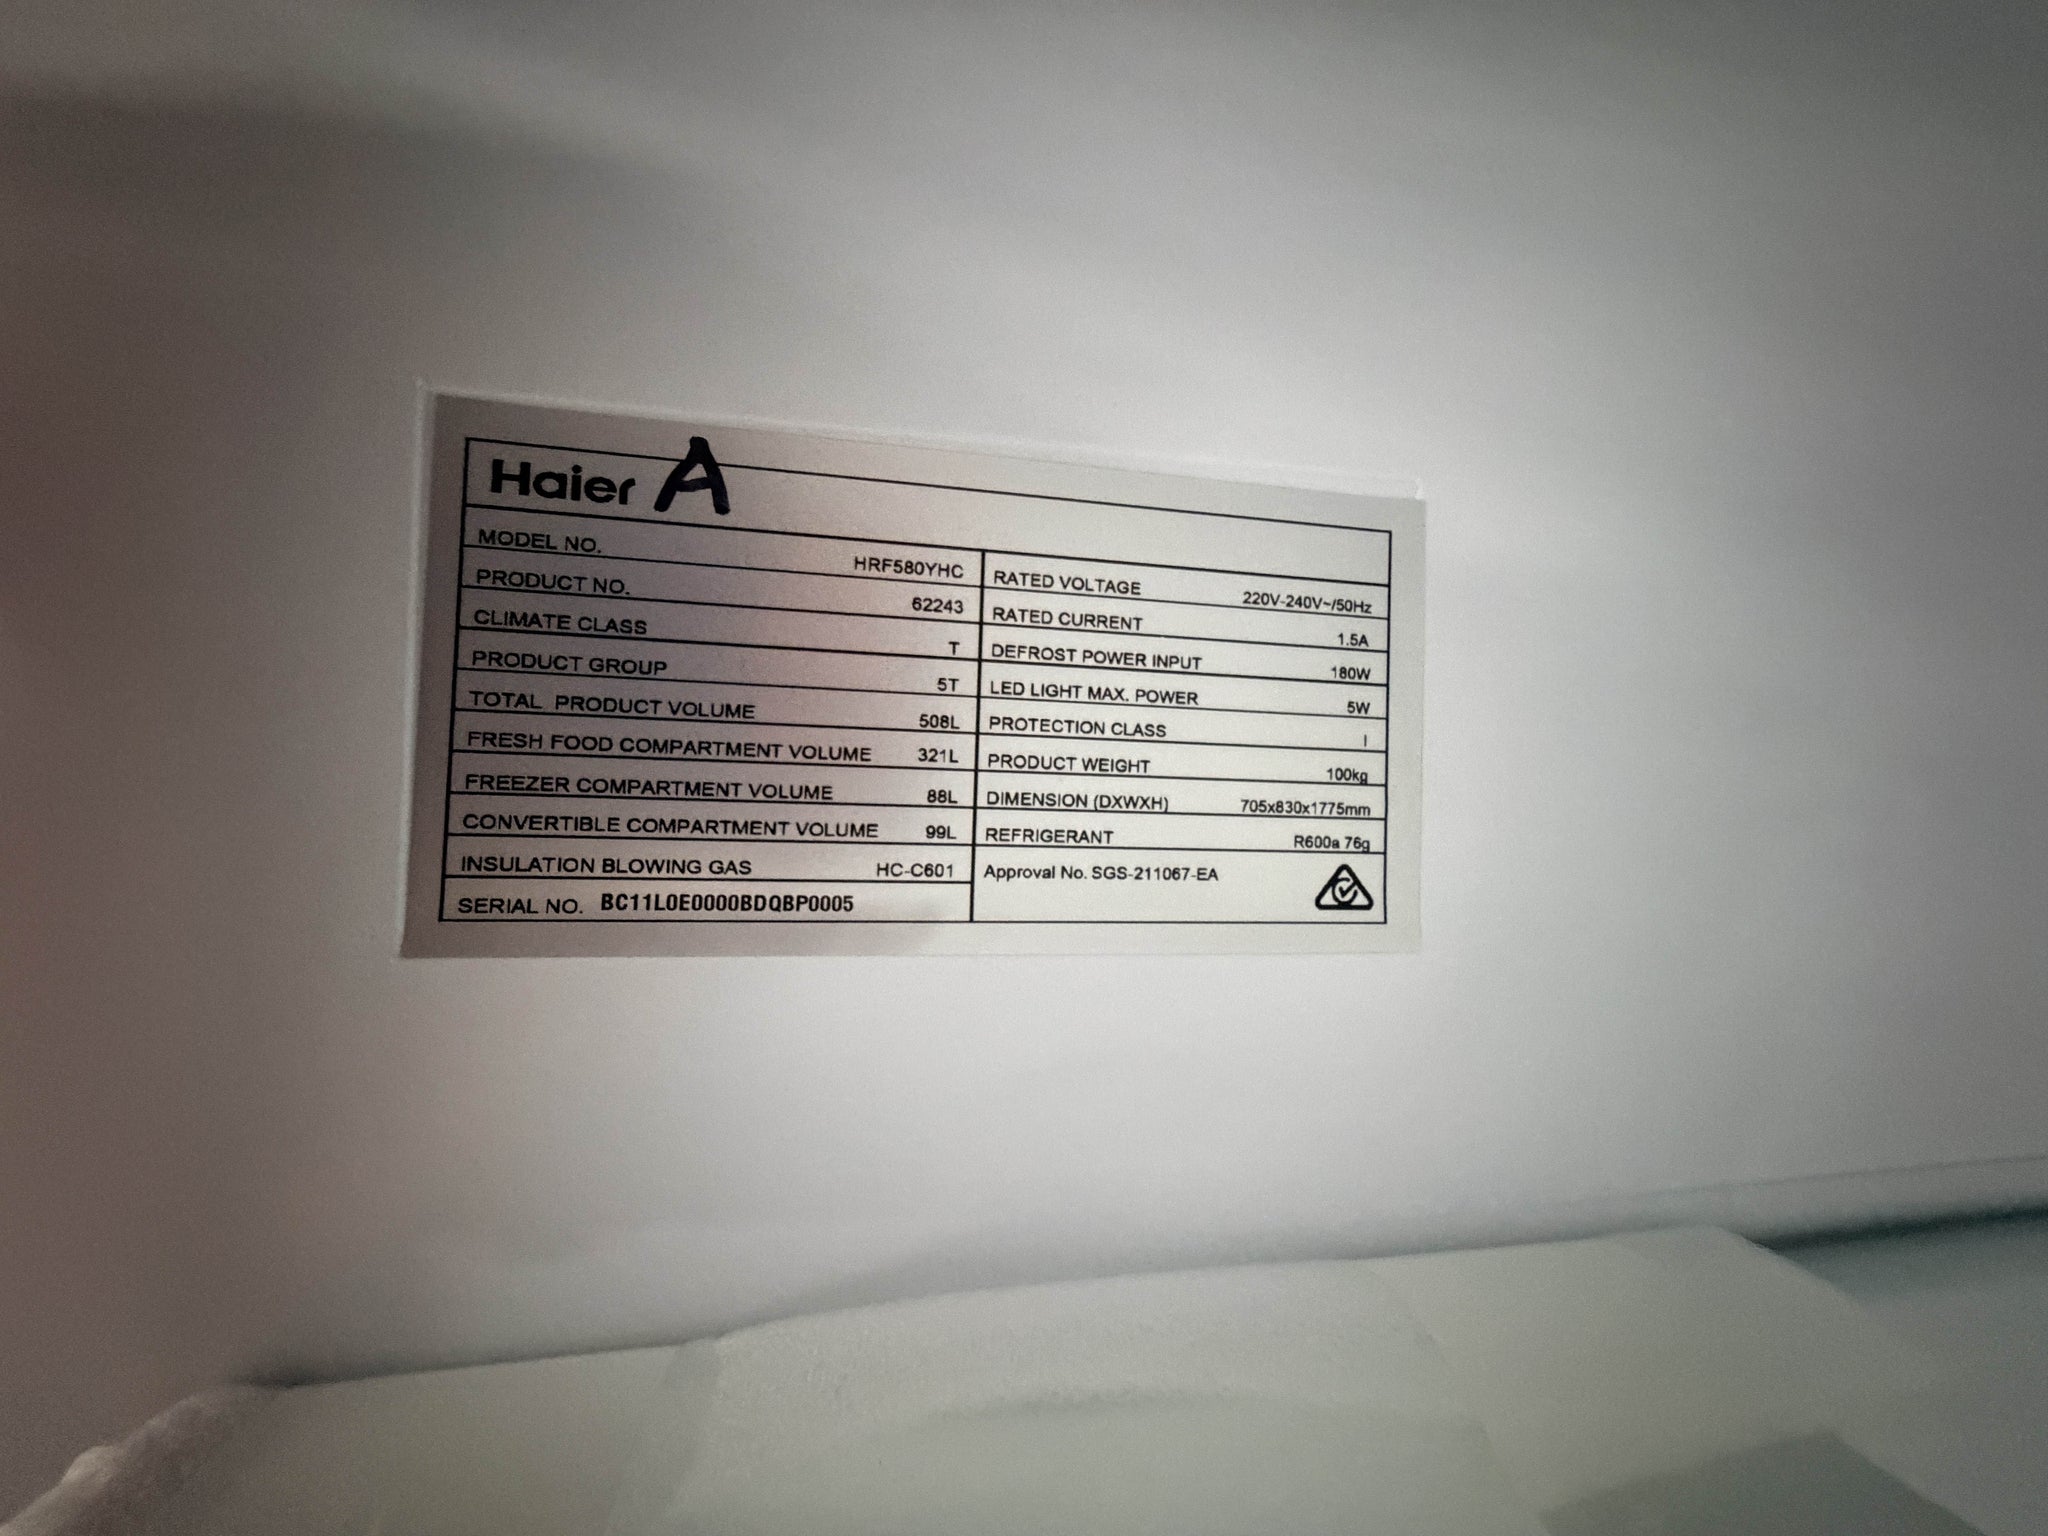 Haier A
MODEL NO. HRF580YHC
PRODUCT NO. 62243
CLIMATE CLASS T
PRODUCT GROUP 5T
TOTAL PRODUCT VOLUME 508L
FRESH FOOD COMPARTMENT VOLUME 321L
FREEZER COMPARTMENT VOLUME 88L
CONVERTIBLE COMPARTMENT VOLUME 99L
INSULATION BLOWING GAS HC-C601
SERIAL NO. BC11L0E0000BDQBP0005
RATED VOLTAGE 220V-240V~/50Hz
RATED CURRENT 1.5A
DEFROST POWER INPUT 180W
LED LIGHT MAX. POWER 5W
PROTECTION CLASS I
PRODUCT WEIGHT 100kg
DIMENSION (DXWXH) 705x830x1775mm
REFRIGERANT R600a 76g
Approval No. SGS-211067-EA